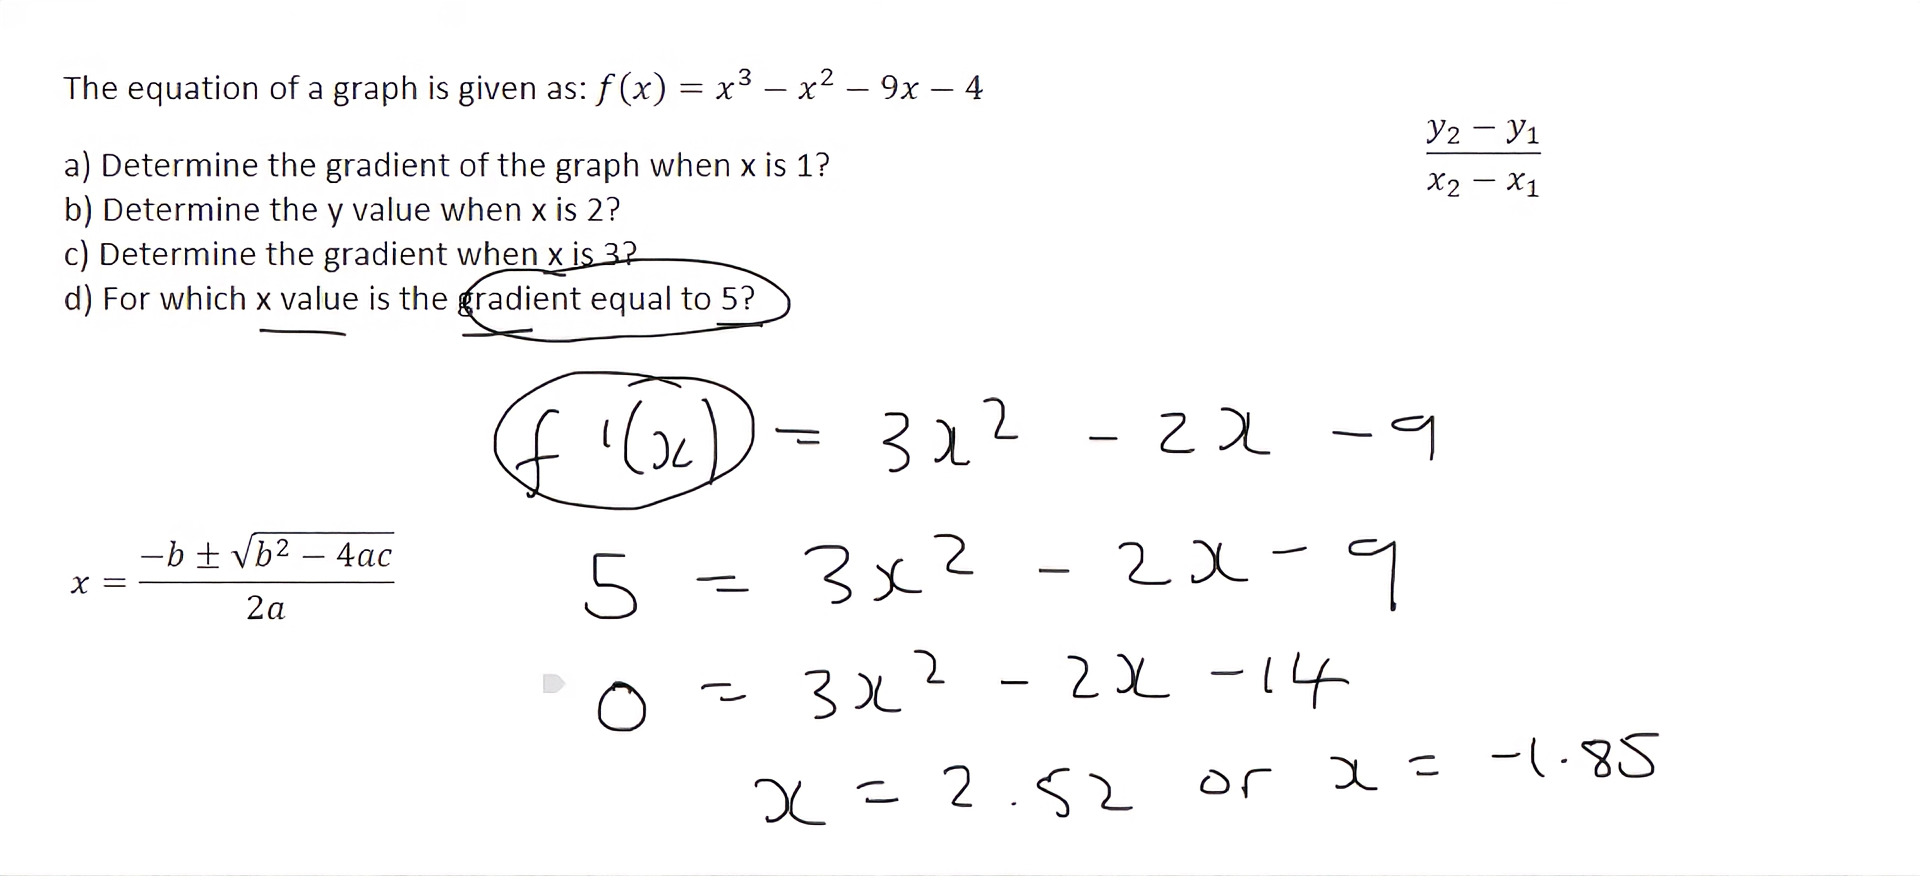 The equation of a graph is given as: f(x) = x³ − x² − 9x − 4
y₂ − y₁
x₂ − x₁
a) Determine the gradient of the graph when x is 1?
b) Determine the y value when x is 2?
c) Determine the gradient when x is 3?
d) For which x value is the gradient equal to 5?
f'(x) = 3x² - 2x - 9
x = −b ± √b² − 4ac
2a
5 = 3x² - 2x - 9
0 = 3x² - 2x - 14
x = 2.52 or x = -1.85